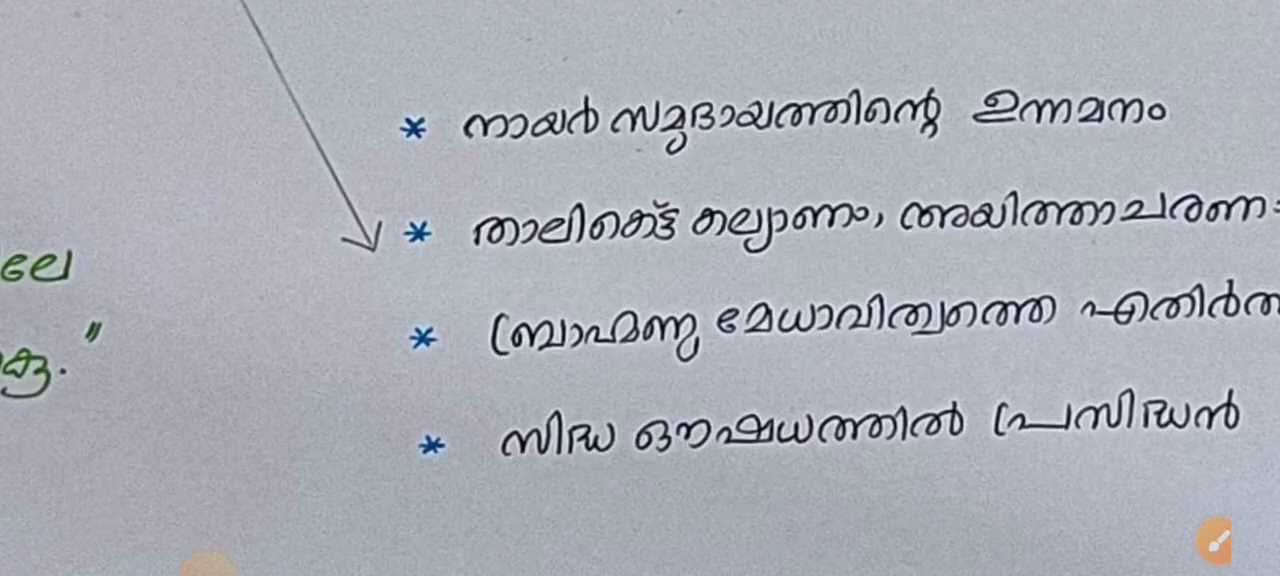 നായർ സമുദായത്തിന്റെ ഉന്നമനം
താലികെട്ട് കല്യാണം, അയിത്താചരണം
ലെ
ബ്രാഹ്മണ്യ മേധാവിത്വത്തെ എതിർത
കു."
സിദ്ധ ഔഷധത്തിൽ പ്രസിദ്ധൻ